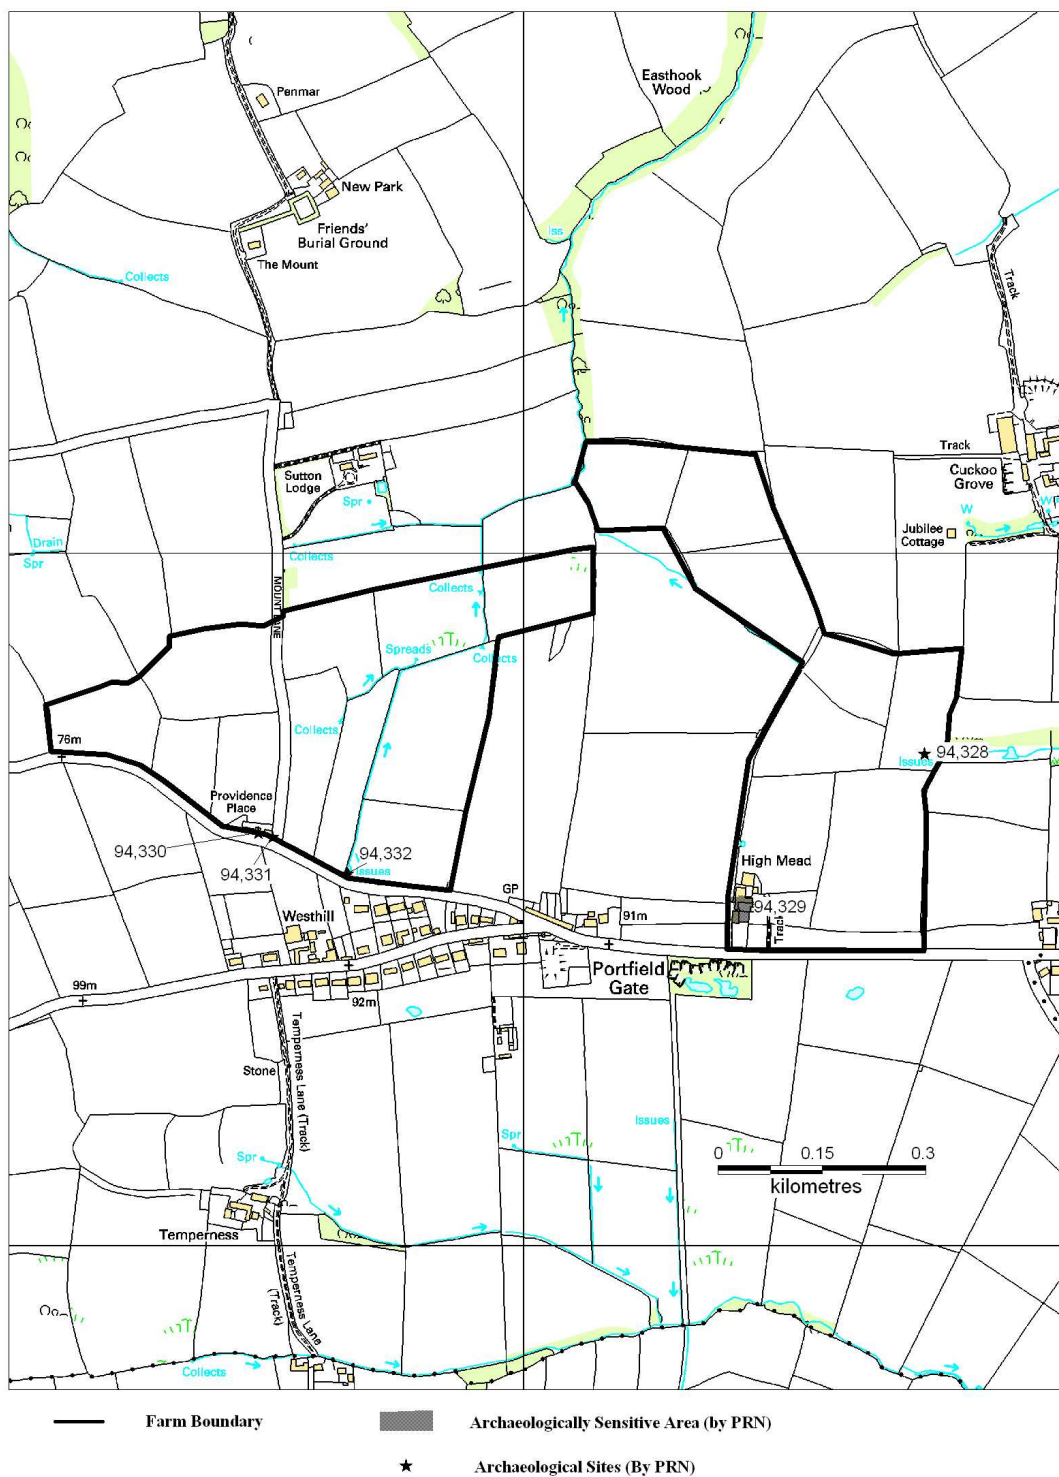 Penmar
Easthook
Wood
New Park
Friends'
Burial Ground
The Mount
Iss
Collects
Track
Track
Cuckoo
Grove
Sutton
Lodge
Spr
W
W
Jubilee
Cottage
Drain
Spr
Collects
MOUNT LANE
Collects
Spreads
Collects
Collects
76m
Issues
94,328
Providence
Place
94,330
94,331
94,332
Issues
High Mead
94,329
Track
GP
91m
Westhill
99m
92m
Portfield
Gate
Temperness Lane (Track)
Stone
Spr
Spr
Issues
0 0.15 0.3
kilometres
Temperness
Temperness Lane
(Track)
Collects
Farm Boundary
Archaeologically Sensitive Area (by PRN)
Archaeological Sites (By PRN)